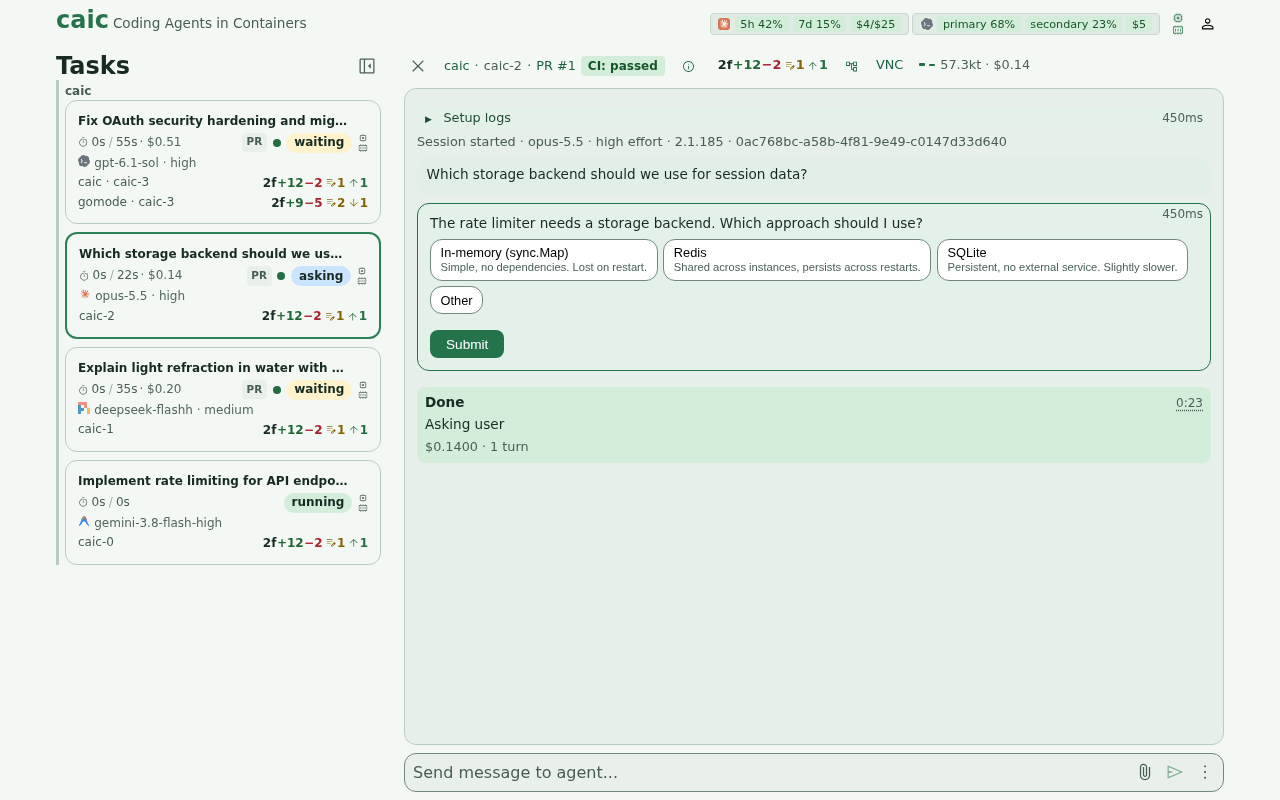 caic Coding Agents in Containers
5h 42% 7d 15% $4/$25 primary 68% secondary 23% $5
Tasks
caic
Fix OAuth security hardening and mig…
0s / 55s · $0.51 PR waiting
gpt-6.1-sol · high
caic · caic-3 2f+12−2 1 ↑1
gomode · caic-3 2f+9−5 2 ↓1
Which storage backend should we us…
0s / 22s · $0.14 PR asking
opus-5.5 · high
caic-2 2f+12−2 1 ↑1
Explain light refraction in water with …
0s / 35s · $0.20 PR waiting
deepseek-flashh · medium
caic-1 2f+12−2 1 ↑1
Implement rate limiting for API endpo…
0s / 0s running
gemini-3.8-flash-high
caic-0 2f+12−2 1 ↑1
caic · caic-2 · PR #1 CI: passed 2f+12−2 1 ↑1 VNC 57.3kt · $0.14
▸ Setup logs 450ms
Session started · opus-5.5 · high effort · 2.1.185 · 0ac768bc-a58b-4f81-9e49-c0147d33d640
Which storage backend should we use for session data?
450ms
The rate limiter needs a storage backend. Which approach should I use?
In-memory (sync.Map)
Simple, no dependencies. Lost on restart.
Redis
Shared across instances, persists across restarts.
SQLite
Persistent, no external service. Slightly slower.
Other
Submit
Done 0:23
Asking user
$0.1400 · 1 turn
Send message to agent…